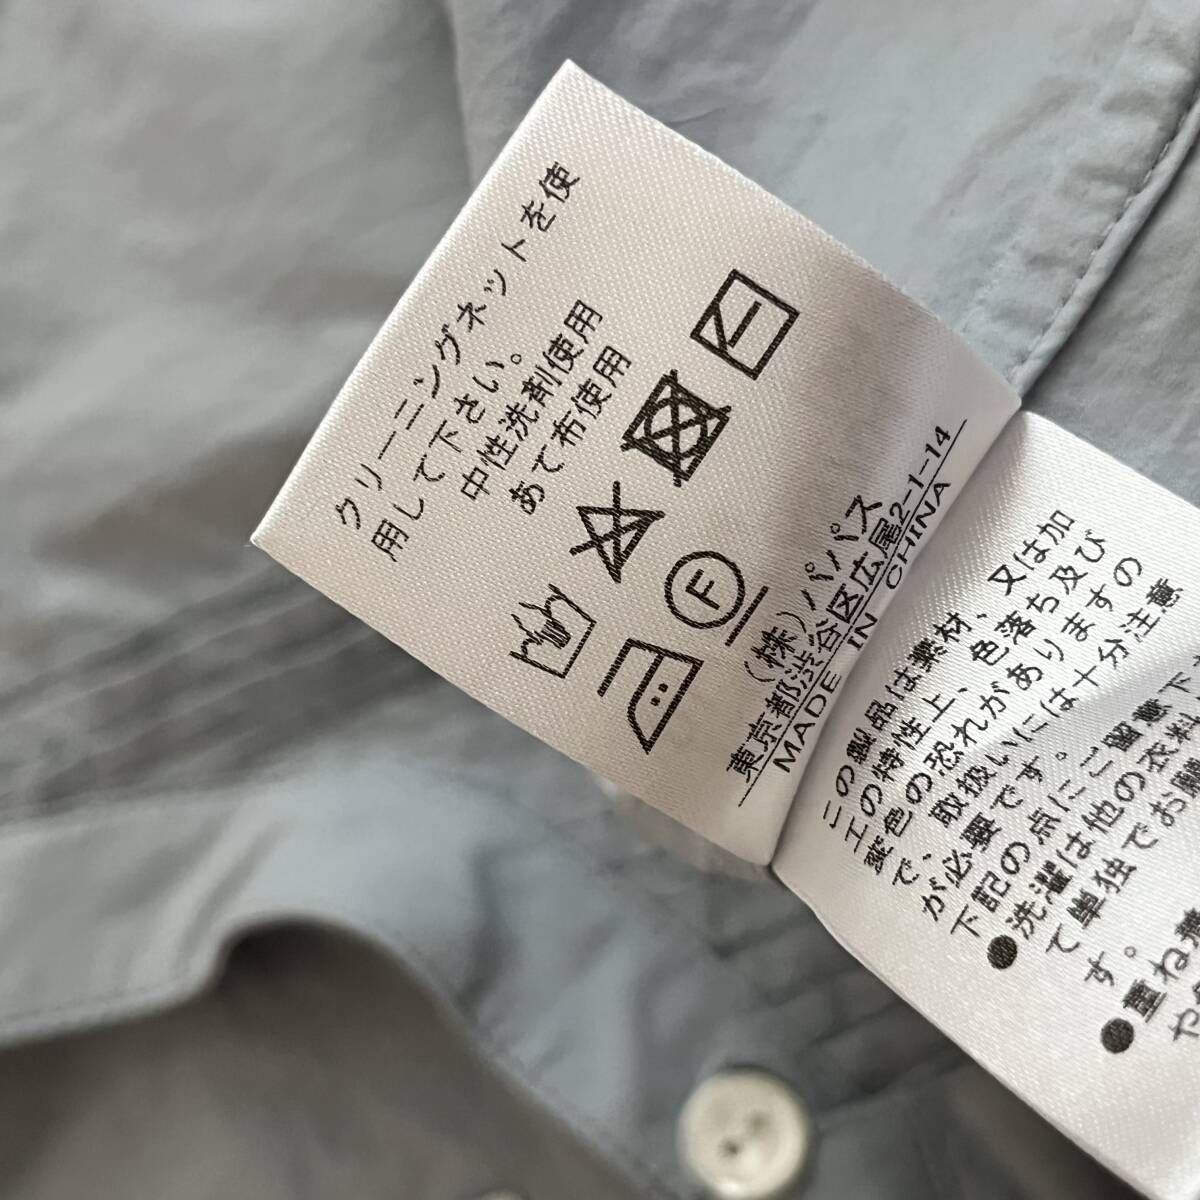 クリーニングネットを使
用して下さい。
中性洗剤使用
あて布使用
F
(株)パパス
東京都渋谷区広尾2-1-14
MADE IN CHINA
この製品は素材、又は加
工の特性上、色落ち及び
変色の恐れがありますの
で、取扱いには十分注意
が必要です。
下記の点にご留意下
●洗濯は他の衣料
て単独でお願
す。
●重ね着
や